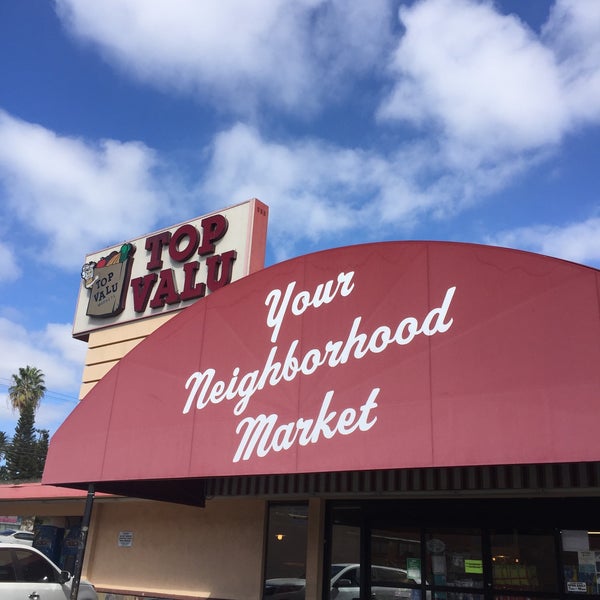 TOP
VALU
TOP
VALU
Your
Neighborhood
Market